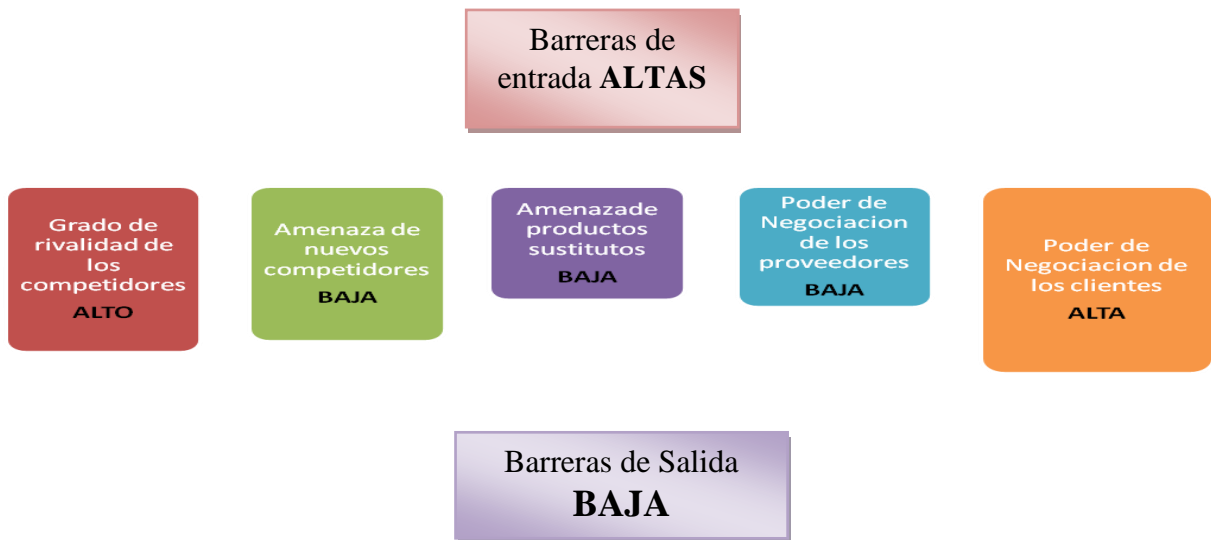 Barreras de
entrada ALTAS
Grado de
rivalidad de
los
competidores
ALTO
Amenaza de
nuevos
competidores
BAJA
Amenazade
productos
sustitutos
BAJA
Poder de
Negociacion
de los
proveedores
BAJA
Poder de
Negociacion de
los clientes
ALTA
Barreras de Salida
BAJA